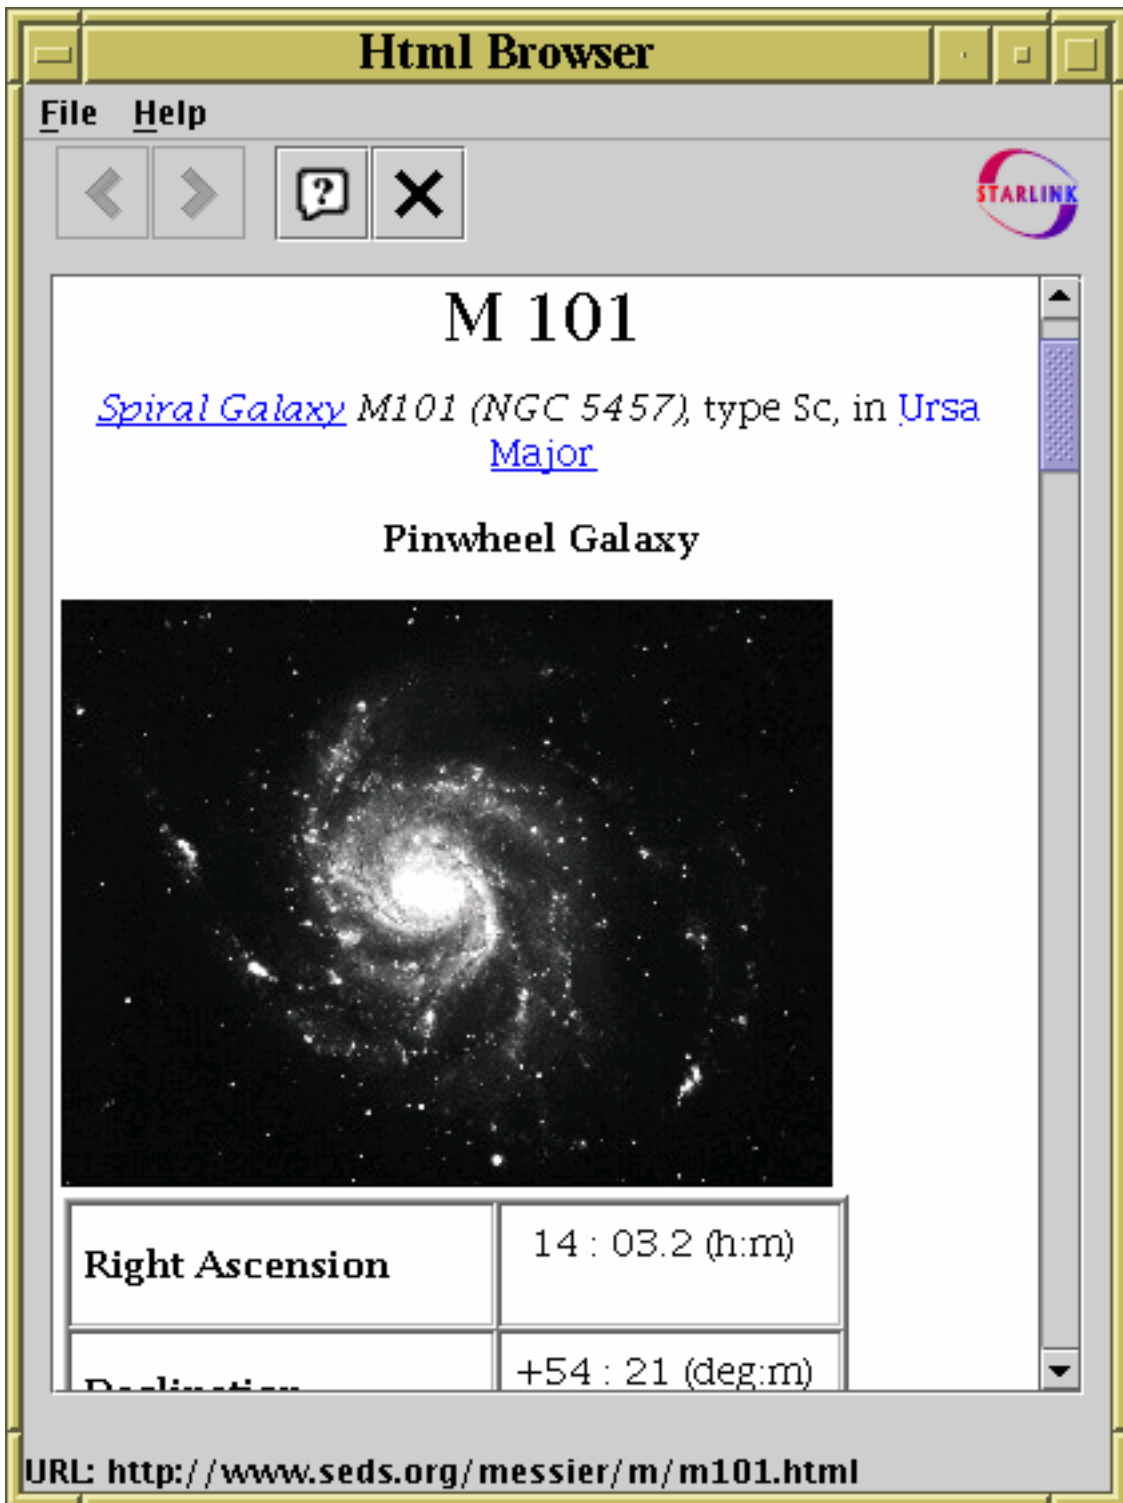 Html Browser
File Help
?
STARLINK
M 101
Spiral Galaxy M101 (NGC 5457), type Sc, in Ursa
Major
Pinwheel Galaxy
Right Ascension 14 : 03.2 (h:m)
Declination +54 : 21 (deg:m)
URL: http://www.seds.org/messier/m/m101.html